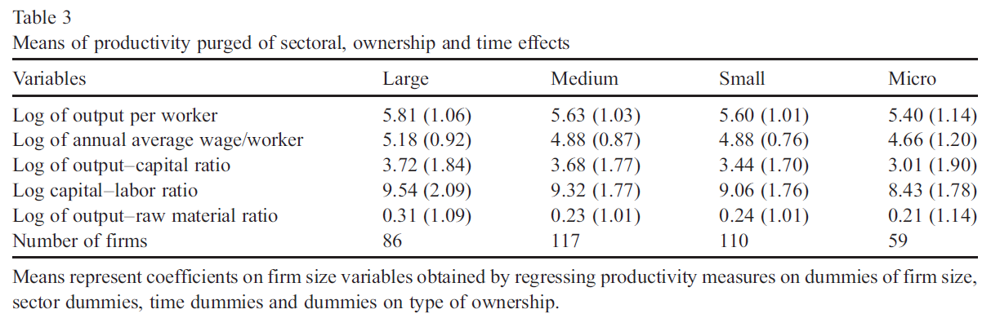 Table 3
Means of productivity purged of sectoral, ownership and time effects
Variables Large Medium Small Micro
Log of output per worker 5.81 (1.06) 5.63 (1.03) 5.60 (1.01) 5.40 (1.14)
Log of annual average wage/worker 5.18 (0.92) 4.88 (0.87) 4.88 (0.76) 4.66 (1.20)
Log of output–capital ratio 3.72 (1.84) 3.68 (1.77) 3.44 (1.70) 3.01 (1.90)
Log capital–labor ratio 9.54 (2.09) 9.32 (1.77) 9.06 (1.76) 8.43 (1.78)
Log of output–raw material ratio 0.31 (1.09) 0.23 (1.01) 0.24 (1.01) 0.21 (1.14)
Number of firms 86 117 110 59
Means represent coefficients on firm size variables obtained by regressing productivity measures on dummies of firm size,
sector dummies, time dummies and dummies on type of ownership.